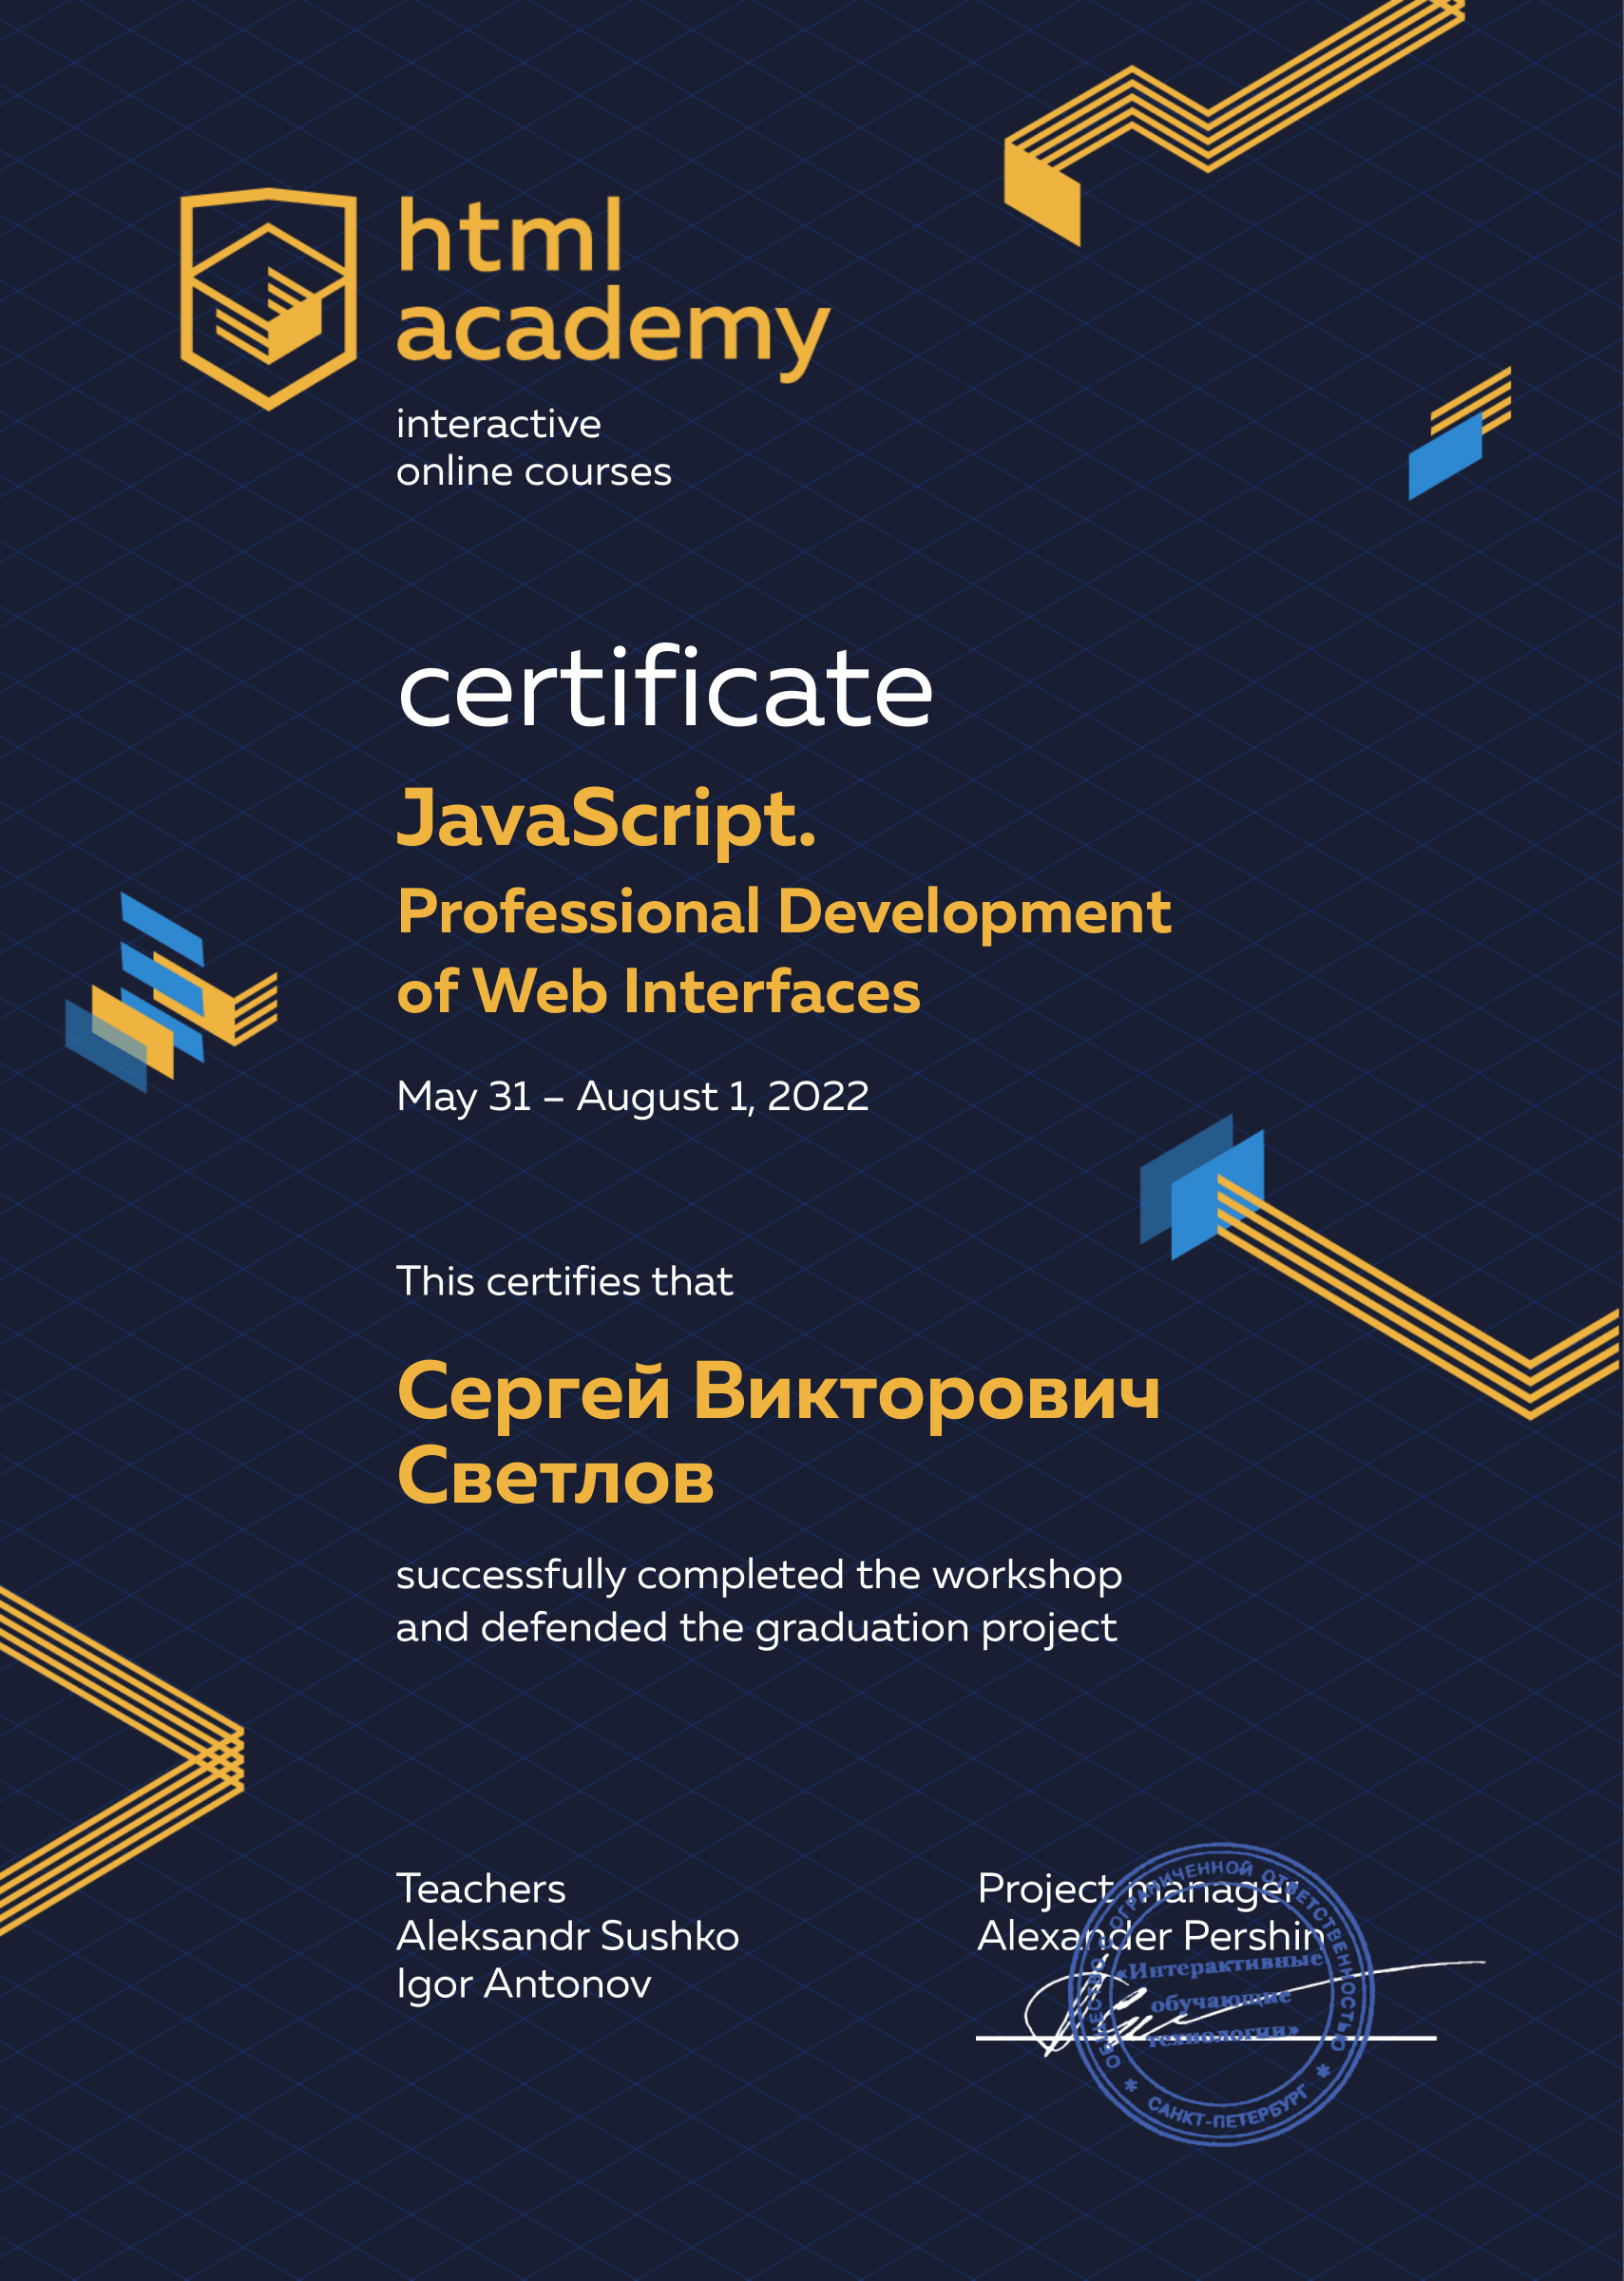 html
academy
interactive
online courses
certificate
JavaScript.
Professional Development
of Web Interfaces
May 31 – August 1, 2022
This certifies that
Сергей Викторович
Светлов
successfully completed the workshop
and defended the graduation project
Teachers
Aleksandr Sushko
Igor Antonov
Project manager
Alexander Pershin
ОБЩЕСТВО С ОГРАНИЧЕННОЙ ОТВЕТСТВЕННОСТЬЮ
«Интерактивные
обучающие
технологии»
* САНКТ-ПЕТЕРБУРГ *